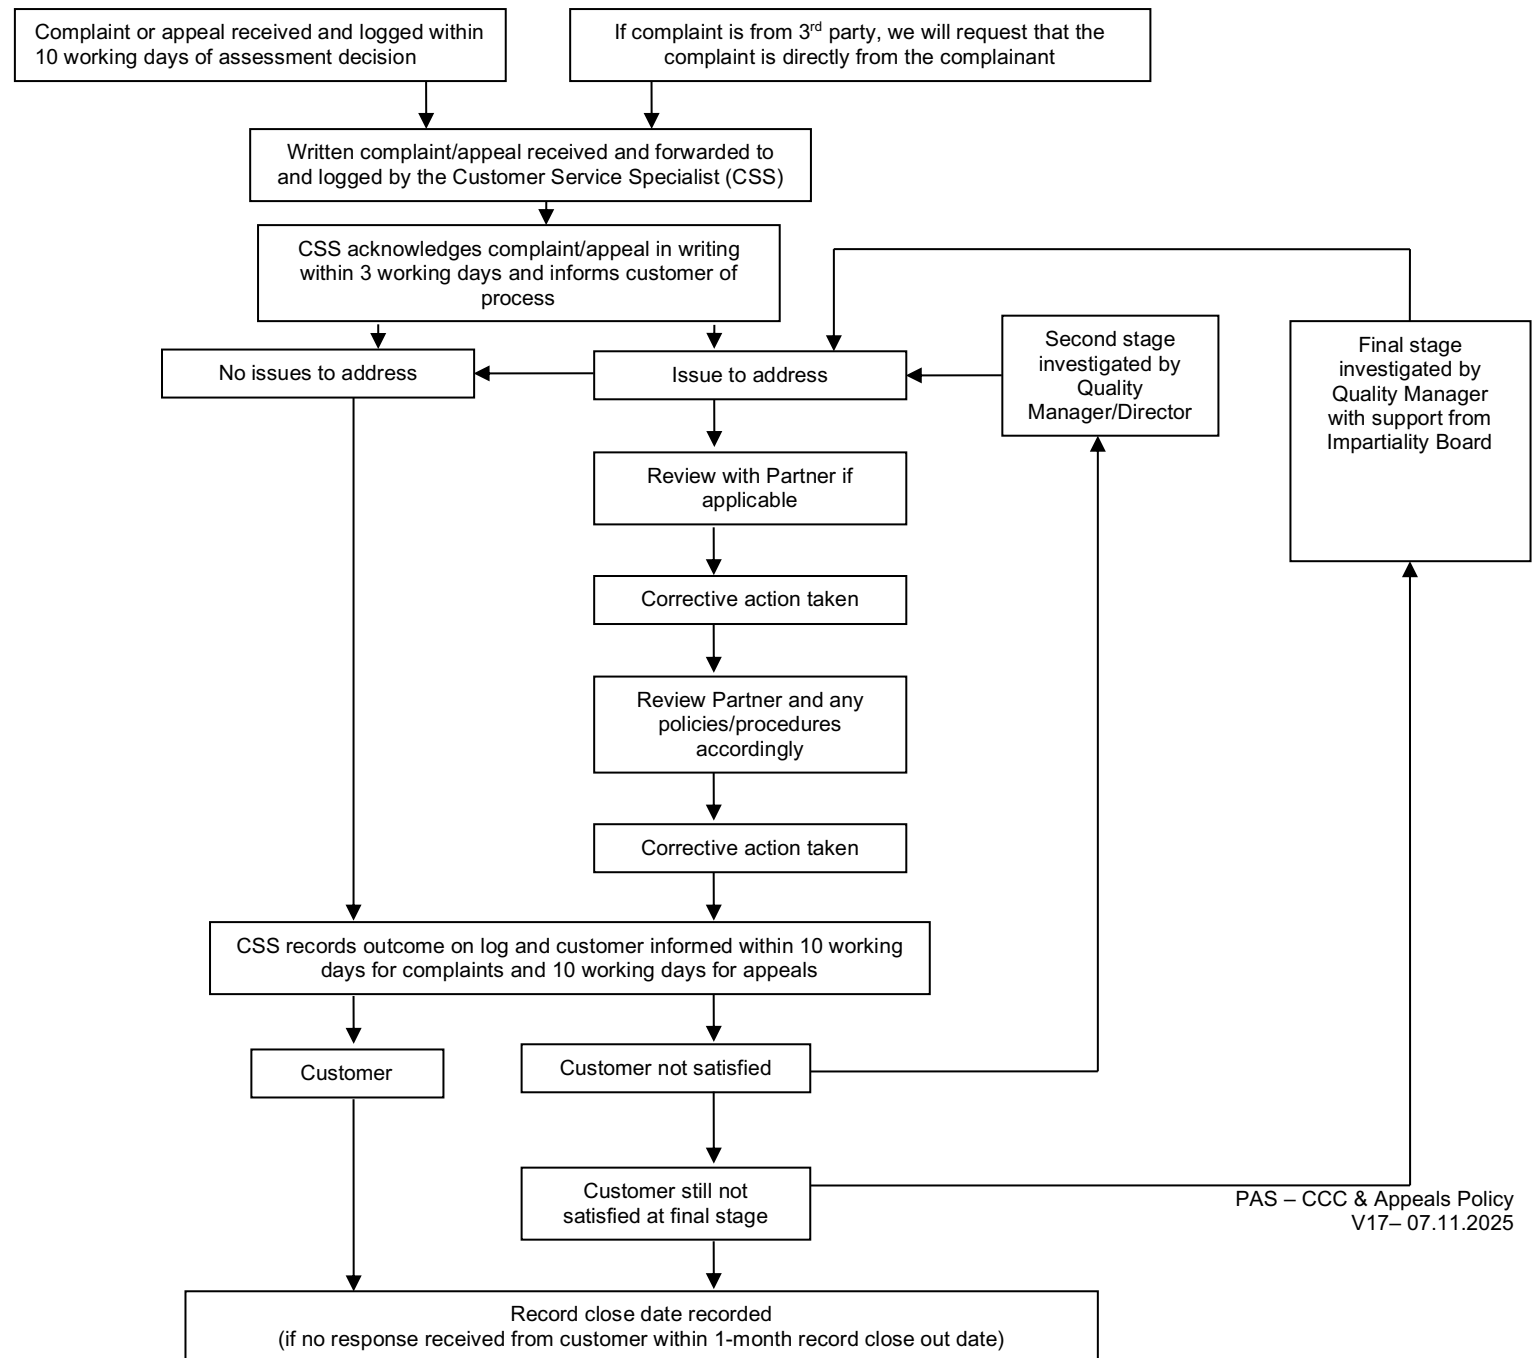 Complaint or appeal received and logged within
10 working days of assessment decision
If complaint is from 3rd party, we will request that the
complaint is directly from the complainant
Written complaint/appeal received and forwarded to
and logged by the Customer Service Specialist (CSS)
CSS acknowledges complaint/appeal in writing
within 3 working days and informs customer of
process
No issues to address
Issue to address
Second stage
investigated by
Quality
Manager/Director
Final stage
investigated by
Quality Manager
with support from
Impartiality Board
Review with Partner if
applicable
Corrective action taken
Review Partner and any
policies/procedures
accordingly
Corrective action taken
CSS records outcome on log and customer informed within 10 working
days for complaints and 10 working days for appeals
Customer
Customer not satisfied
Customer still not
satisfied at final stage
PAS – CCC & Appeals Policy
V17– 07.11.2025
Record close date recorded
(if no response received from customer within 1-month record close out date)